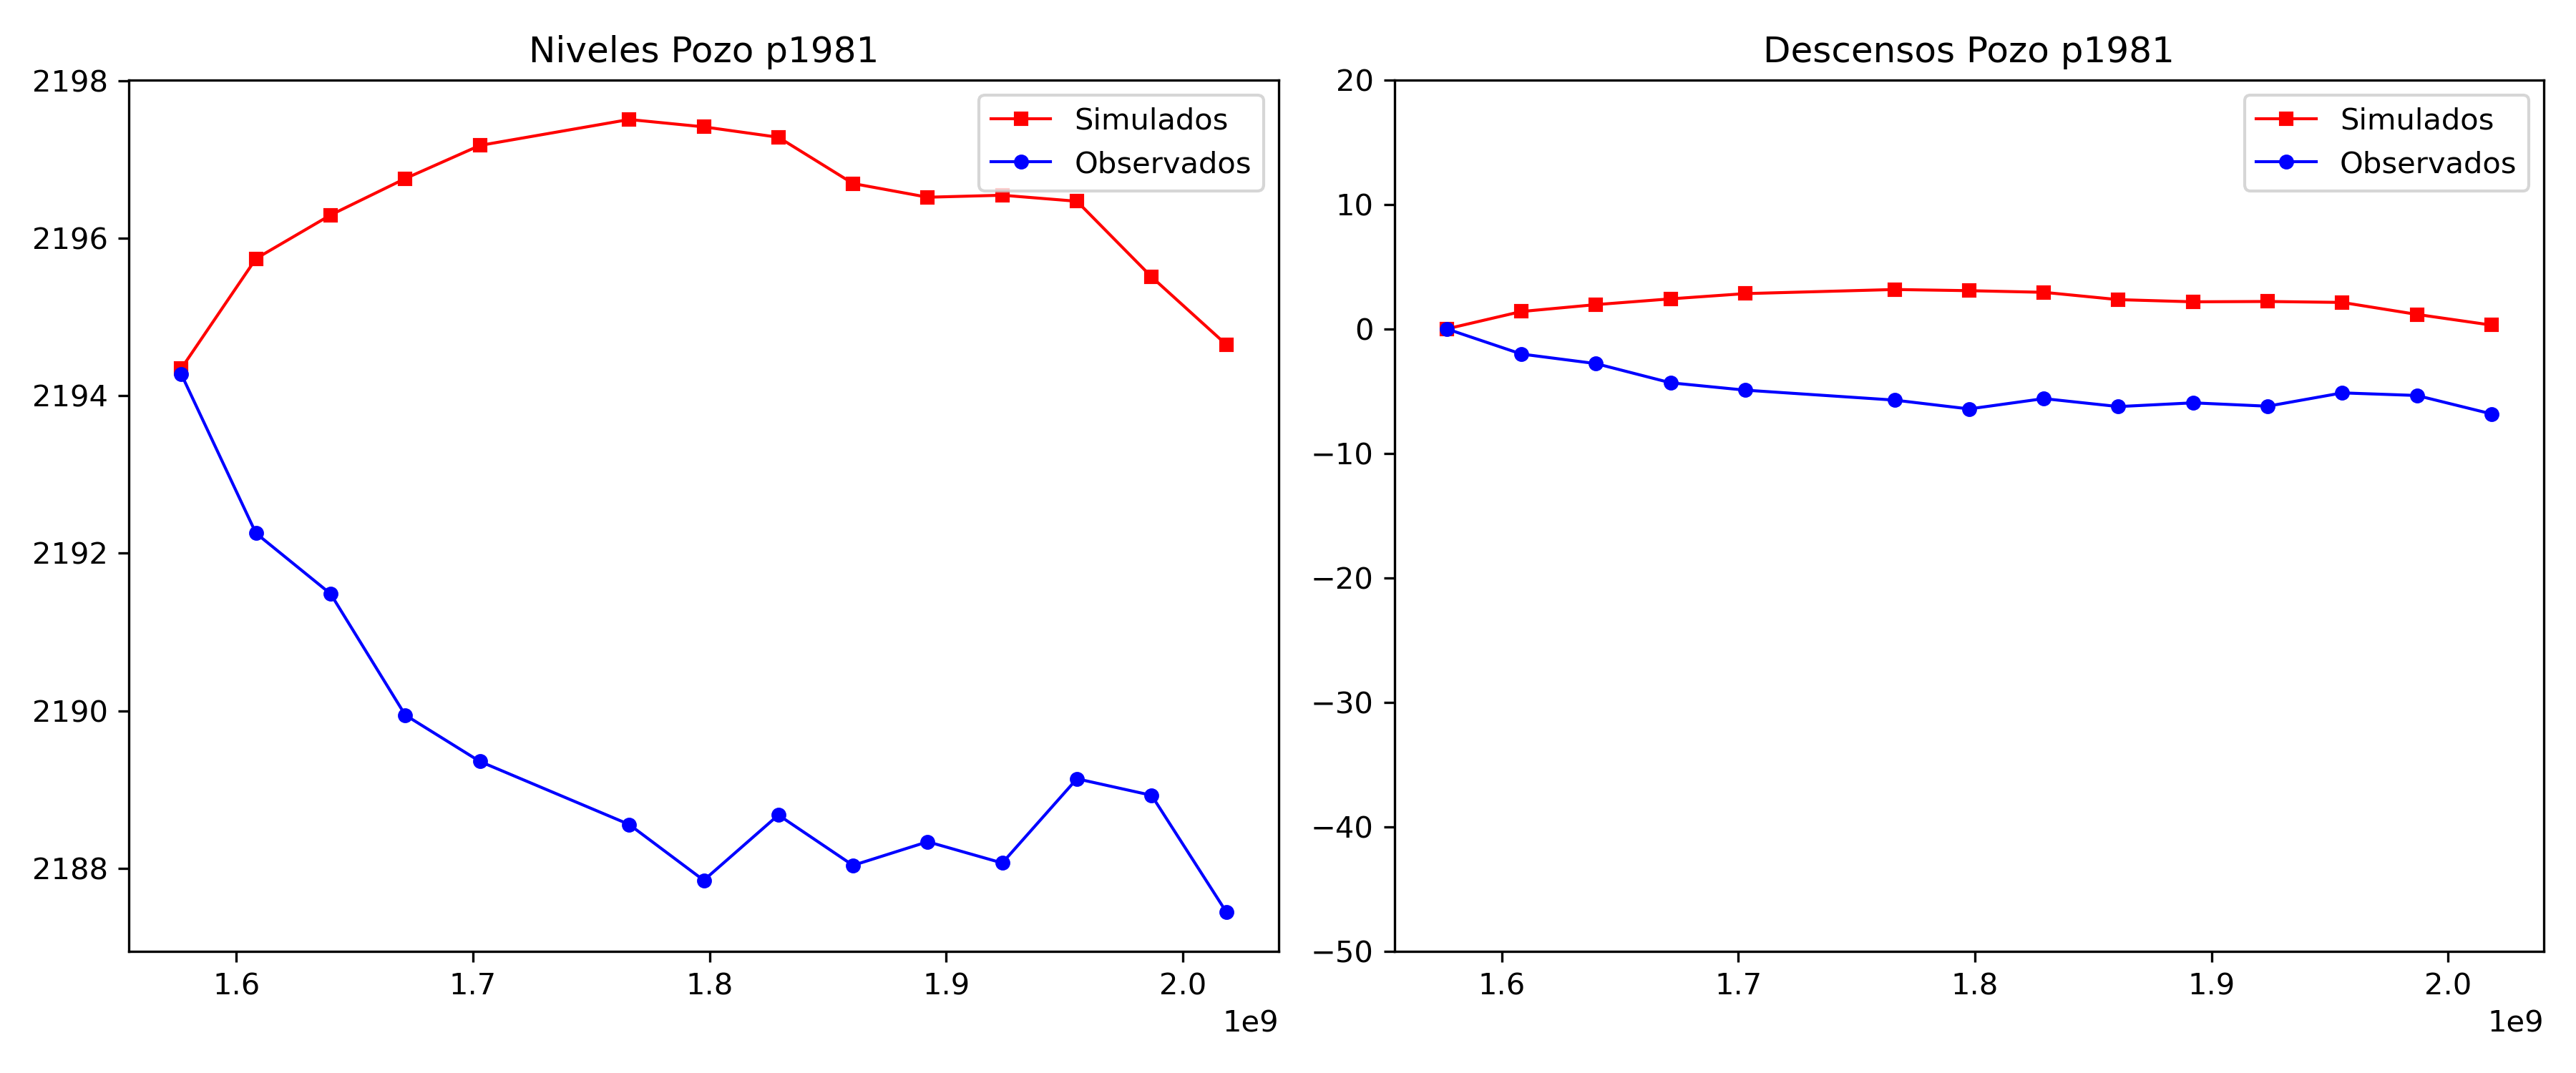 Niveles Pozo p1981
2198
2196
2194
2192
2190
2188
1.6 1.7 1.8 1.9 2.0
1e9
Simulados
Observados
Descensos Pozo p1981
20
10
0
−10
−20
−30
−40
−50
1.6 1.7 1.8 1.9 2.0
1e9
Simulados
Observados